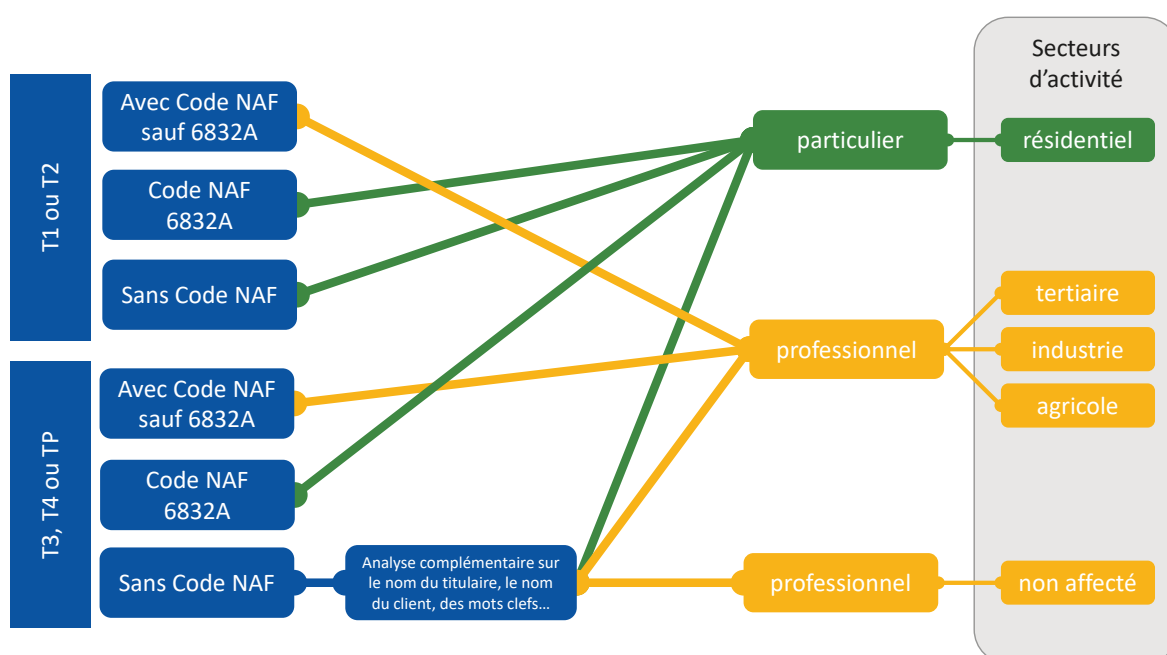 Secteurs
d’activité
T1 ou T2
Avec Code NAF
sauf 6832A
Code NAF
6832A
Sans Code NAF
particulier
résidentiel
professionnel
tertiaire
industrie
agricole
T3, T4 ou TP
Avec Code NAF
sauf 6832A
Code NAF
6832A
Sans Code NAF
Analyse complémentaire sur
le nom du titulaire, le nom
du client, des mots clefs…
professionnel
non affecté